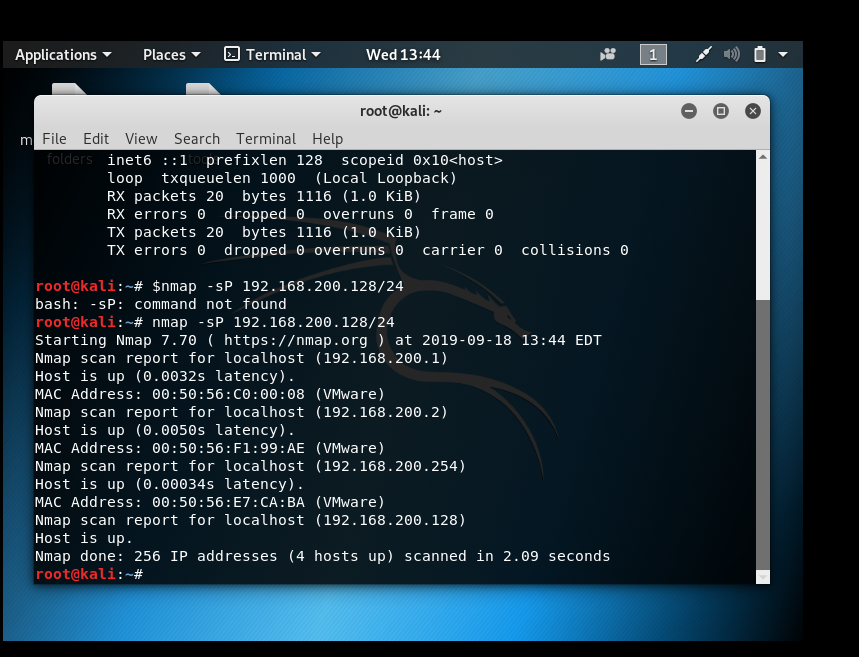 Applications Places Terminal Wed 13:44 1
root@kali: ~
File Edit View Search Terminal Help
folders
        inet6 ::1  prefixlen 128  scopeid 0x10<host>
        loop  txqueuelen 1000  (Local Loopback)
        RX packets 20  bytes 1116 (1.0 KiB)
        RX errors 0  dropped 0  overruns 0  frame 0
        TX packets 20  bytes 1116 (1.0 KiB)
        TX errors 0  dropped 0 overruns 0  carrier 0  collisions 0
root@kali:~# $nmap -sP 192.168.200.128/24
bash: -sP: command not found
root@kali:~# nmap -sP 192.168.200.128/24
Starting Nmap 7.70 ( https://nmap.org ) at 2019-09-18 13:44 EDT
Nmap scan report for localhost (192.168.200.1)
Host is up (0.0032s latency).
MAC Address: 00:50:56:C0:00:08 (VMware)
Nmap scan report for localhost (192.168.200.2)
Host is up (0.0050s latency).
MAC Address: 00:50:56:F1:99:AE (VMware)
Nmap scan report for localhost (192.168.200.254)
Host is up (0.00034s latency).
MAC Address: 00:50:56:E7:CA:BA (VMware)
Nmap scan report for localhost (192.168.200.128)
Host is up.
Nmap done: 256 IP addresses (4 hosts up) scanned in 2.09 seconds
root@kali:~#